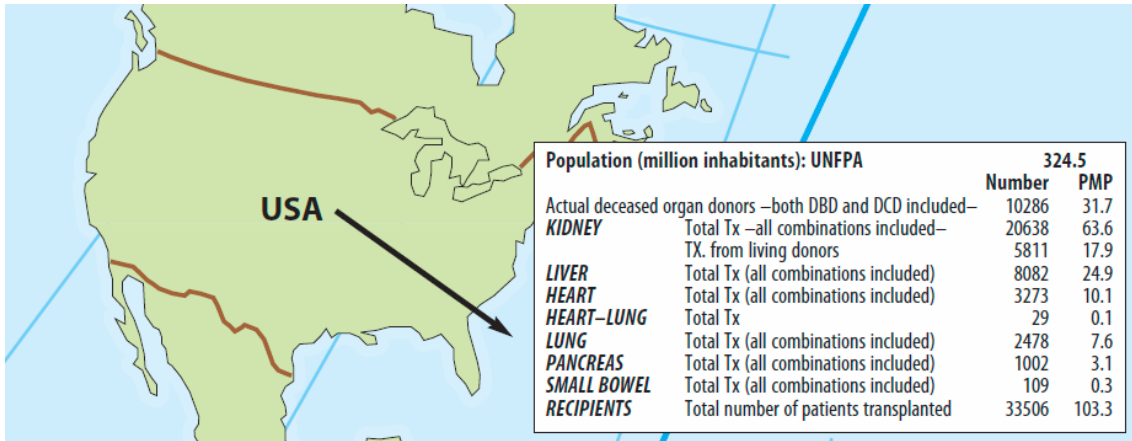 USA
Population (million inhabitants): UNFPA 324.5
Number PMP
Actual deceased organ donors –both DBD and DCD included– 10286 31.7
KIDNEY Total Tx –all combinations included– 20638 63.6
TX. from living donors 5811 17.9
LIVER Total Tx (all combinations included) 8082 24.9
HEART Total Tx (all combinations included) 3273 10.1
HEART–LUNG Total Tx 29 0.1
LUNG Total Tx (all combinations included) 2478 7.6
PANCREAS Total Tx (all combinations included) 1002 3.1
SMALL BOWEL Total Tx (all combinations included) 109 0.3
RECIPIENTS Total number of patients transplanted 33506 103.3